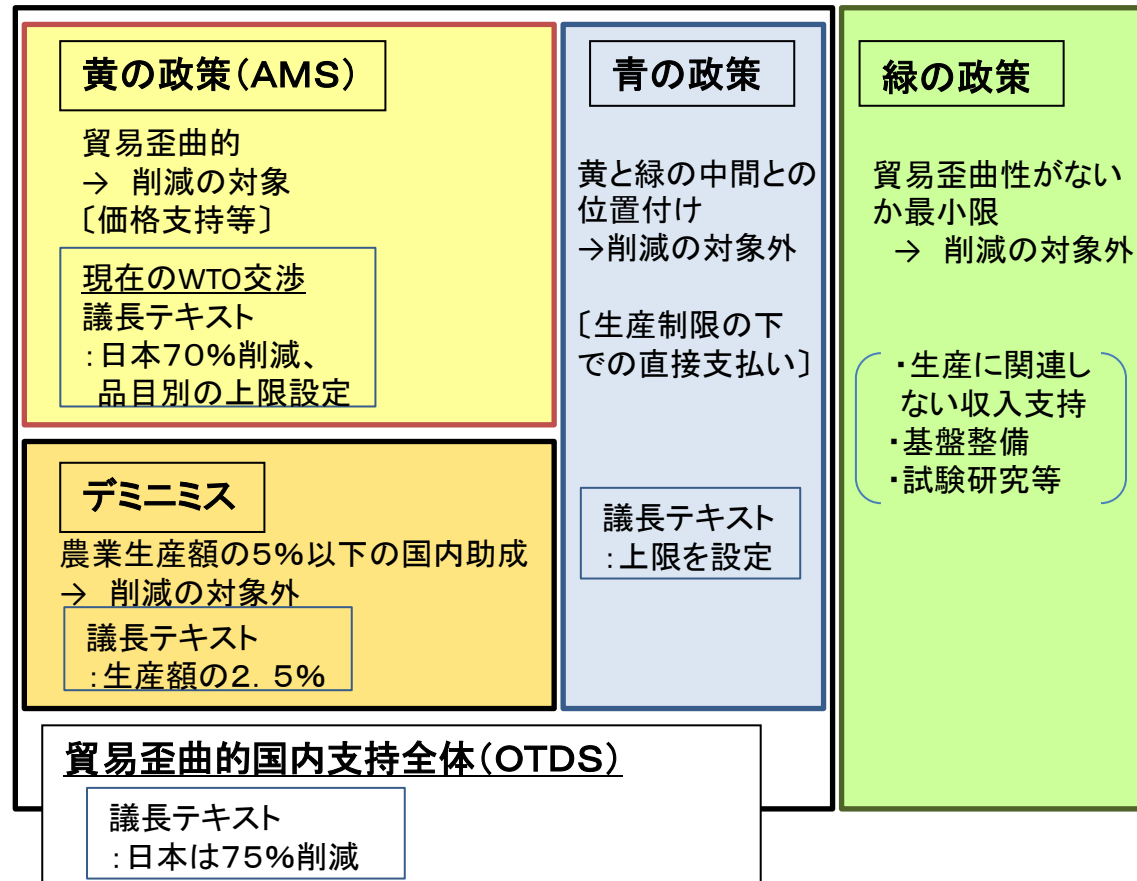 黄の政策(AMS)
貿易歪曲的
→ 削減の対象
〔価格支持等〕
現在のWTO交渉
議長テキスト
:日本70%削減、
品目別の上限設定
デミニミス
農業生産額の5%以下の国内助成
→ 削減の対象外
議長テキスト
:生産額の2.5%
青の政策
黄と緑の中間との
位置付け
→削減の対象外
〔生産制限の下
での直接支払い〕
議長テキスト
:上限を設定
緑の政策
貿易歪曲性がない
か最小限
→ 削減の対象外
・生産に関連し
ない収入支持
・基盤整備
・試験研究等
貿易歪曲的国内支持全体(OTDS)
議長テキスト
:日本は75%削減